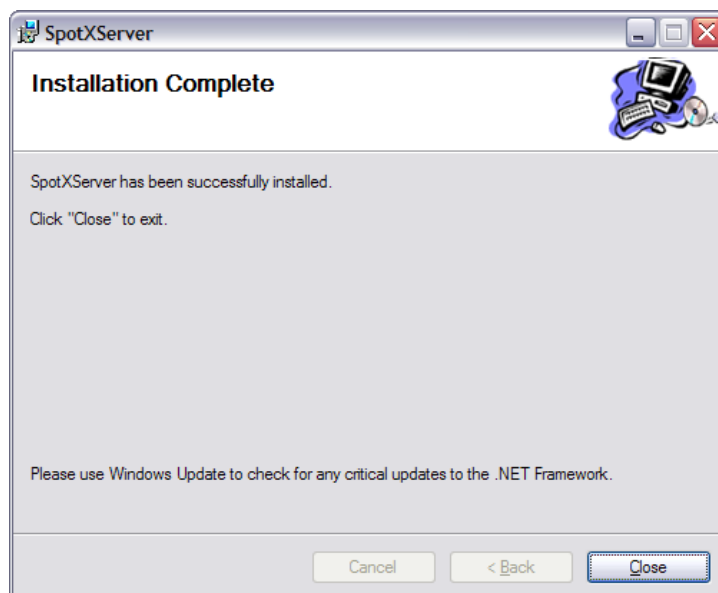 SpotXServer
Installation Complete
SpotXServer has been successfully installed.
Click "Close" to exit.
Please use Windows Update to check for any critical updates to the .NET Framework.
Cancel
< Back
Close